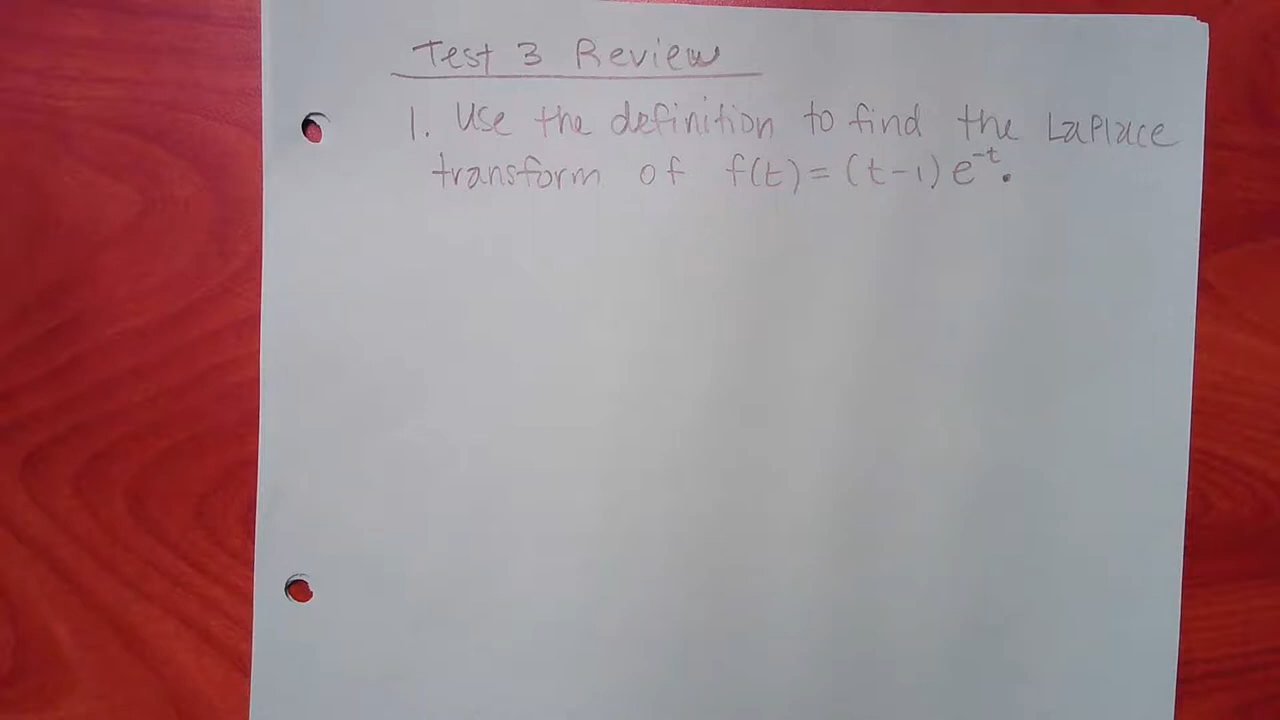 Test 3 Review
1. Use the definition to find the Laplace
transform of f(t) = (t-1) e^{-t}.